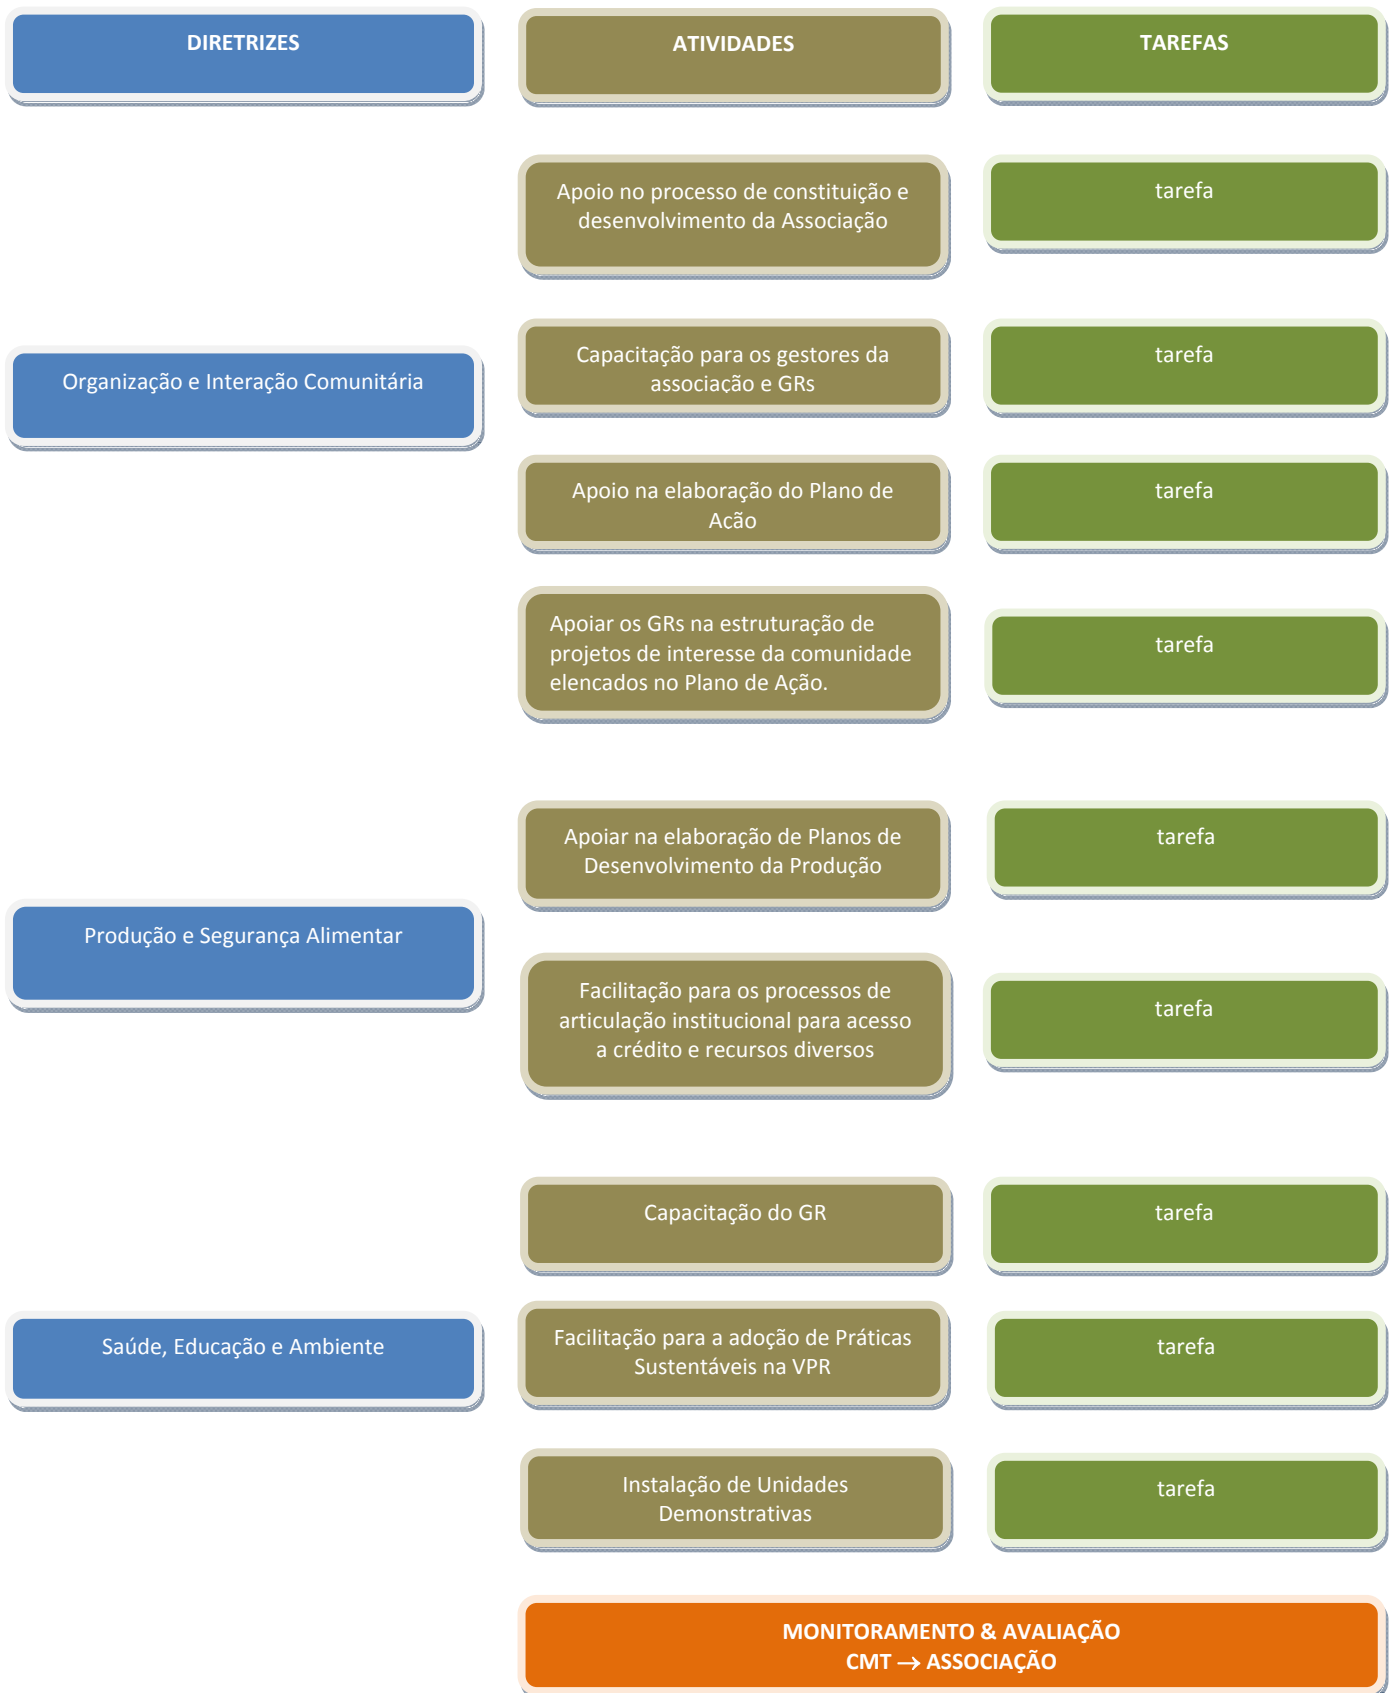 DIRETRIZES
ATIVIDADES
TAREFAS
Apoio no processo de constituição e
desenvolvimento da Associação
tarefa
Organização e Interação Comunitária
Capacitação para os gestores da
associação e GRs
tarefa
Apoio na elaboração do Plano de
Ação
tarefa
Apoiar os GRs na estruturação de
projetos de interesse da comunidade
elencados no Plano de Ação.
tarefa
Apoiar na elaboração de Planos de
Desenvolvimento da Produção
tarefa
Produção e Segurança Alimentar
Facilitação para os processos de
articulação institucional para acesso
a crédito e recursos diversos
tarefa
Capacitação do GR
tarefa
Saúde, Educação e Ambiente
Facilitação para a adoção de Práticas
Sustentáveis na VPR
tarefa
Instalação de Unidades
Demonstrativas
tarefa
MONITORAMENTO & AVALIAÇÃO
CMT → ASSOCIAÇÃO